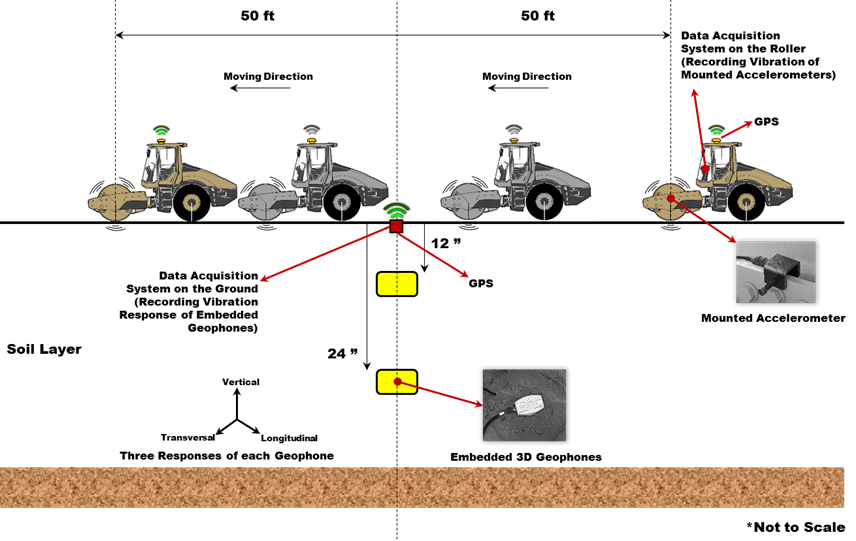 50 ft
50 ft
Data Acquisition
System on the Roller
(Recording Vibration of
Mounted Accelerometers)
Moving Direction
Moving Direction
GPS
12 ”
Data Acquisition
System on the Ground
(Recording Vibration
Response of Embedded
Geophones)
GPS
Mounted Accelerometer
Soil Layer
24 ”
Vertical
Transversal
Longitudinal
Three Responses of each Geophone
Embedded 3D Geophones
*Not to Scale